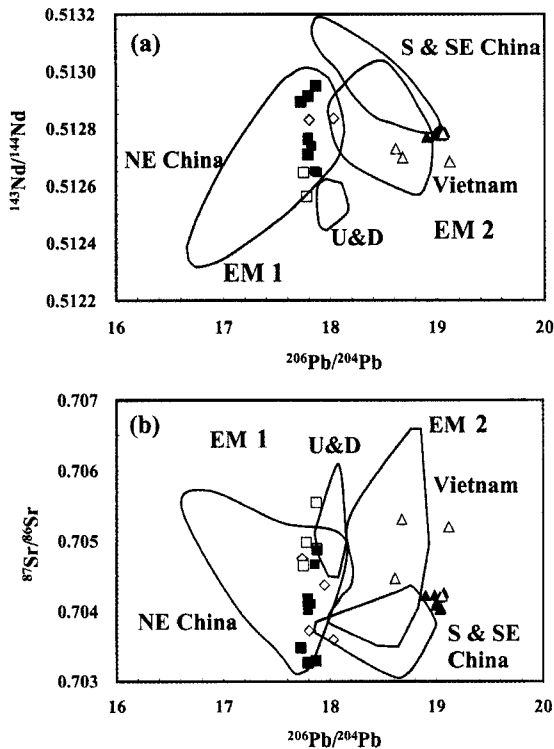 0.5132
(a)
S & SE China
0.5130
0.5128
NE China
0.5126
Vietnam
U&D
EM 2
0.5124
EM 1
0.5122
16 17 18 19 20
143Nd/144Nd
206Pb/204Pb
0.707
(b)
EM 1
EM 2
U&D
0.706
Vietnam
0.705
0.704
NE China
S & SE
China
0.703
16 17 18 19 20
87Sr/86Sr
206Pb/204Pb